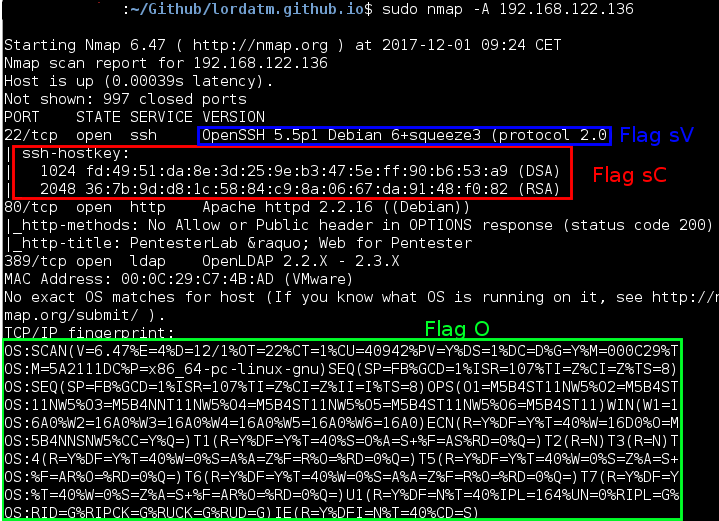 :~/Github/lordatm.github.io$ sudo nmap -A 192.168.122.136
Starting Nmap 6.47 ( http://nmap.org ) at 2017-12-01 09:24 CET
Nmap scan report for 192.168.122.136
Host is up (0.00039s latency).
Not shown: 997 closed ports
PORT    STATE SERVICE VERSION
22/tcp  open  ssh     OpenSSH 5.5p1 Debian 6+squeeze3 (protocol 2.0 Flag sV
| ssh-hostkey:
|   1024 fd:49:51:da:8e:3d:25:9e:b3:47:5e:ff:90:b6:53:a9 (DSA) Flag sC
|_  2048 36:7b:9d:d8:1c:58:84:c9:8a:06:67:da:91:48:f0:82 (RSA)
80/tcp  open  http    Apache httpd 2.2.16 ((Debian))
|_http-methods: No Allow or Public header in OPTIONS response (status code 200)
|_http-title: PentesterLab &raquo; Web for Pentester
389/tcp open  ldap    OpenLDAP 2.2.X - 2.3.X
MAC Address: 00:0C:29:C7:4B:AD (VMware)
No exact OS matches for host (If you know what OS is running on it, see http://n
map.org/submit/ ).
TCP/IP fingerprint:
Flag O
OS:SCAN(V=6.47%E=4%D=12/1%OT=22%CT=1%CU=40942%PV=Y%DS=1%DC=D%G=Y%M=000C29%T
OS:M=5A2111DC%P=x86_64-pc-linux-gnu)SEQ(SP=FB%GCD=1%ISR=107%TI=Z%CI=Z%TS=8)
OS:SEQ(SP=FB%GCD=1%ISR=107%TI=Z%CI=Z%II=I%TS=8)OPS(O1=M5B4ST11NW5%O2=M5B4ST
OS:11NW5%O3=M5B4NNT11NW5%O4=M5B4ST11NW5%O5=M5B4ST11NW5%O6=M5B4ST11)WIN(W1=1
OS:6A0%W2=16A0%W3=16A0%W4=16A0%W5=16A0%W6=16A0)ECN(R=Y%DF=Y%T=40%W=16D0%O=M
OS:5B4NNSNW5%CC=Y%Q=)T1(R=Y%DF=Y%T=40%S=O%A=S+%F=AS%RD=0%Q=)T2(R=N)T3(R=N)T
OS:4(R=Y%DF=Y%T=40%W=0%S=A%A=Z%F=R%O=%RD=0%Q=)T5(R=Y%DF=Y%T=40%W=0%S=Z%A=S+
OS:%F=AR%O=%RD=0%Q=)T6(R=Y%DF=Y%T=40%W=0%S=A%A=Z%F=R%O=%RD=0%Q=)T7(R=Y%DF=Y
OS:%T=40%W=0%S=Z%A=S+%F=AR%O=%RD=0%Q=)U1(R=Y%DF=N%T=40%IPL=164%UN=0%RIPL=G%
OS:RID=G%RIPCK=G%RUCK=G%RUD=G)IE(R=Y%DFI=N%T=40%CD=S)